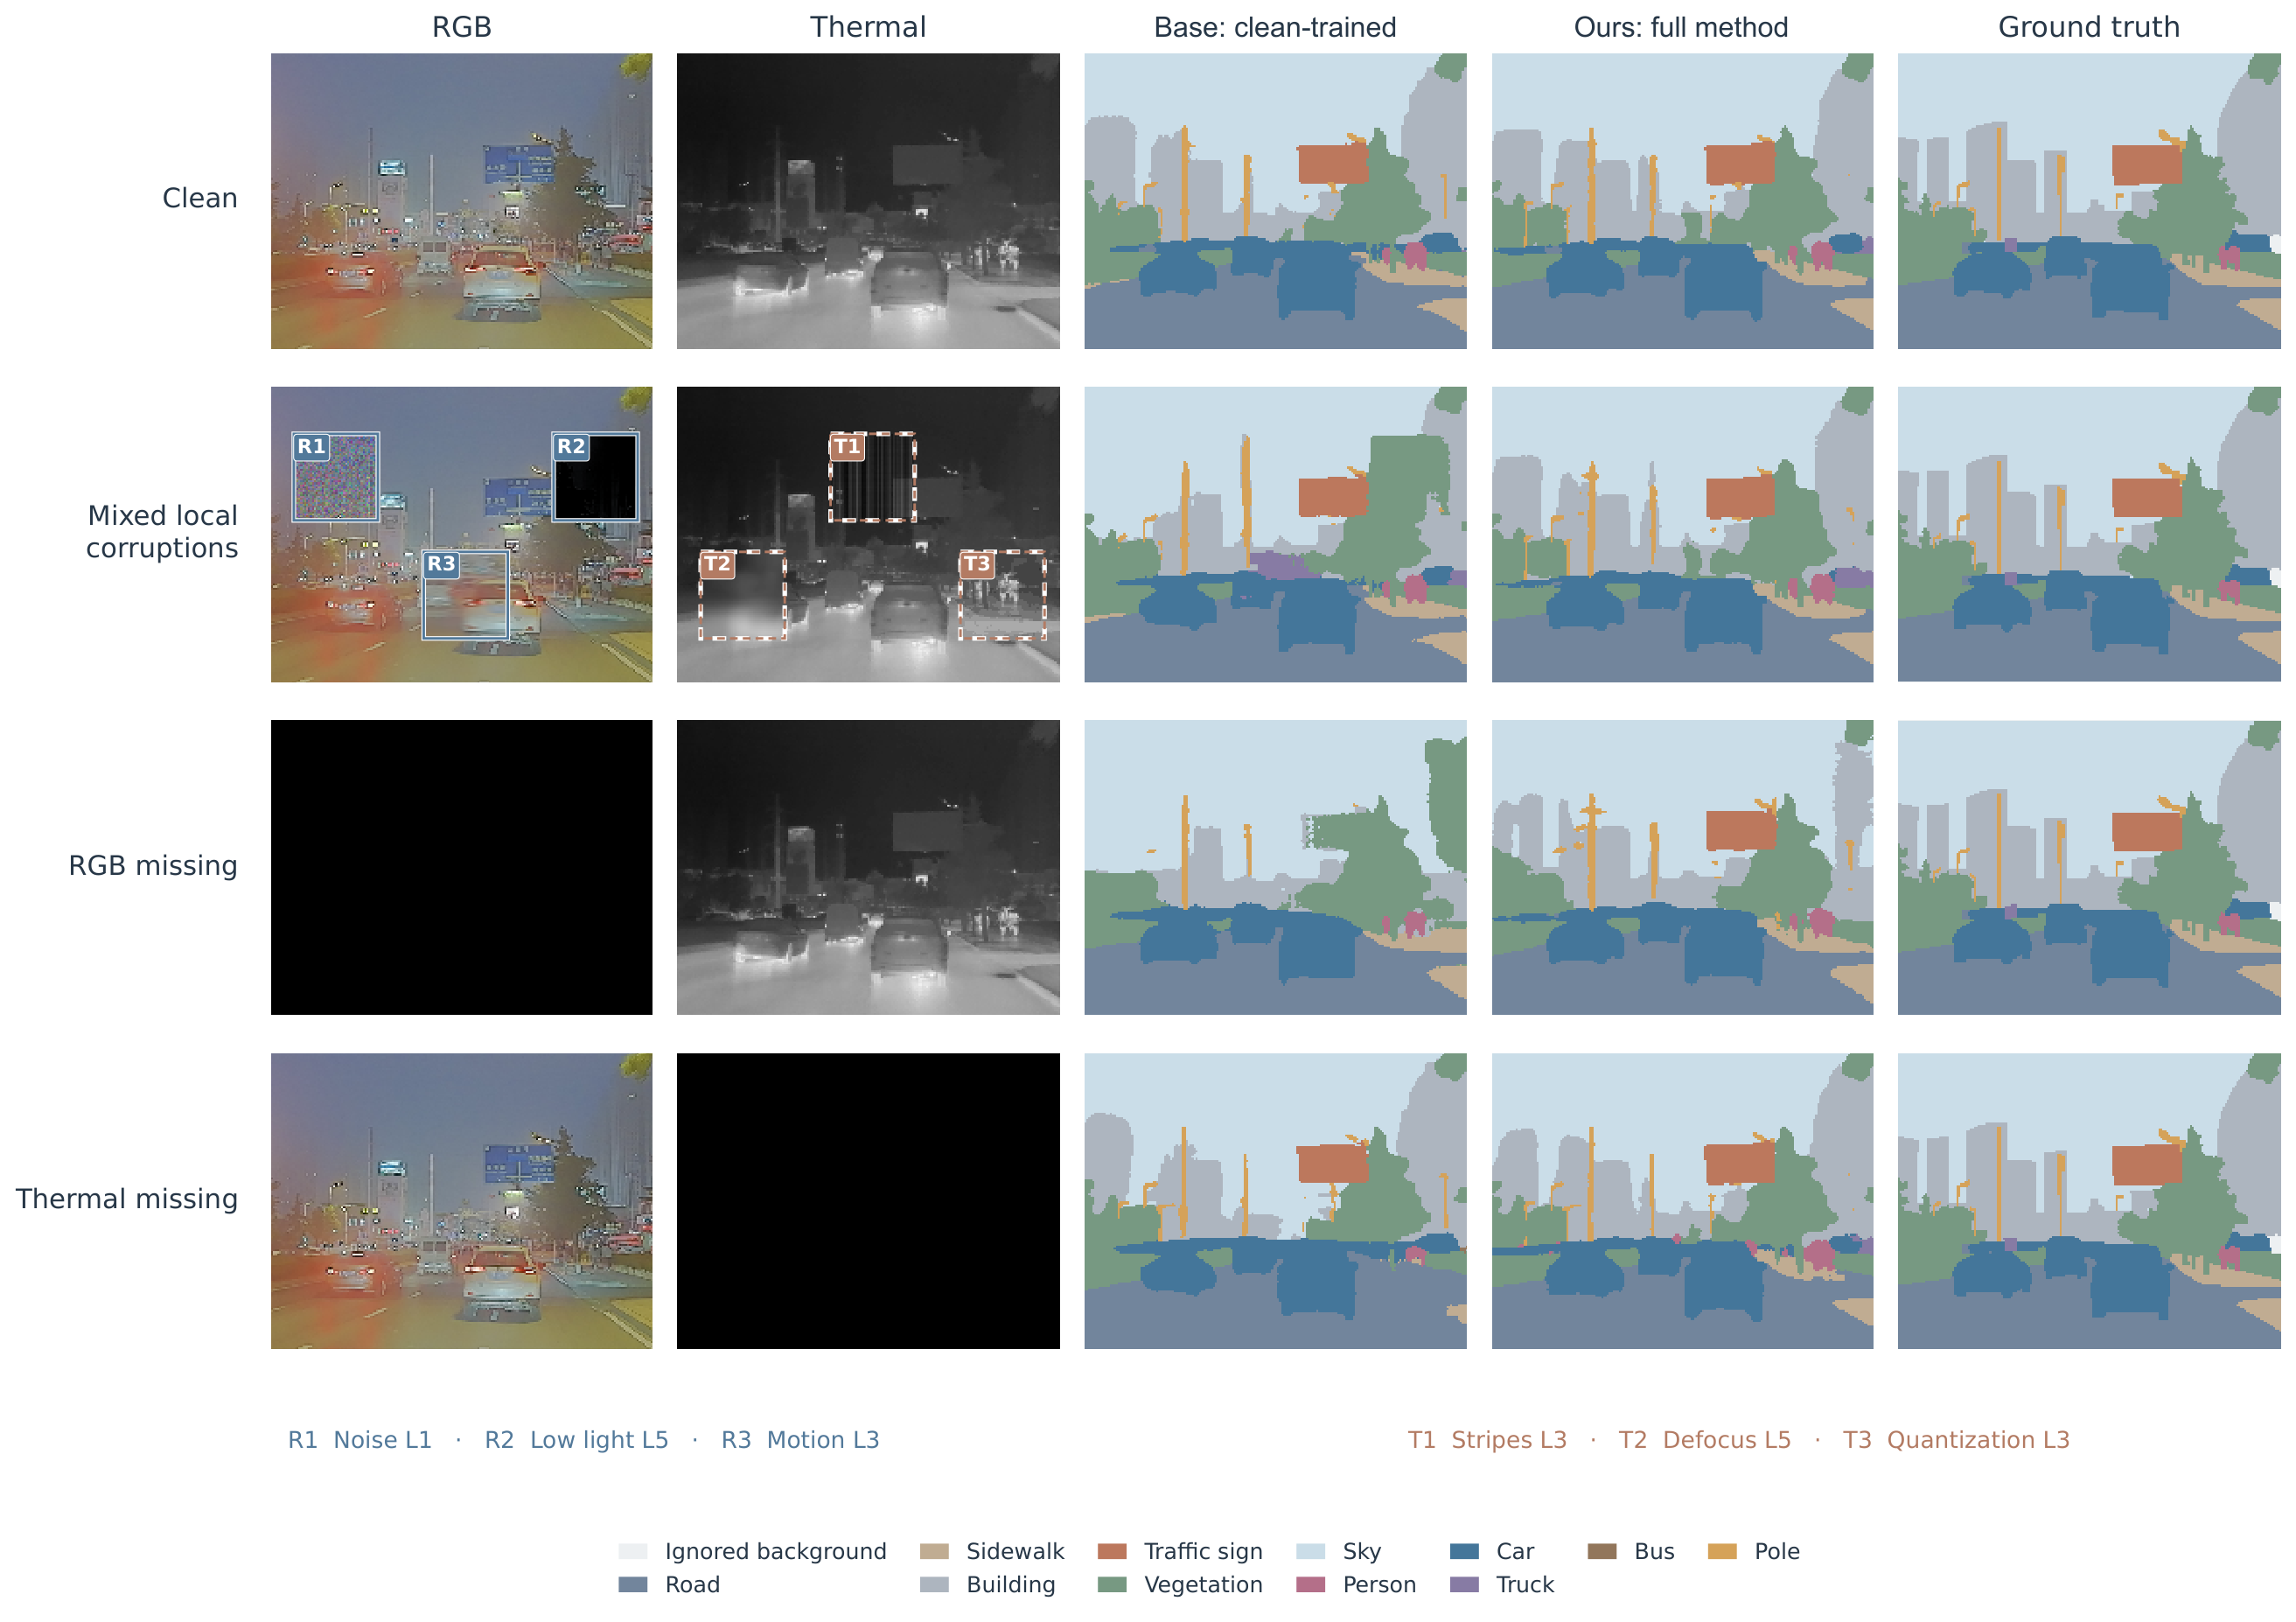 RGB Thermal Base: clean-trained Ours: full method Ground truth
Clean
Mixed local
corruptions
R1
R2
R3
T1
T2
T3
RGB missing
Thermal missing
R1 Noise L1 · R2 Low light L5 · R3 Motion L3
T1 Stripes L3 · T2 Defocus L5 · T3 Quantization L3
Ignored background Sidewalk Traffic sign Sky Car Bus Pole
Road Building Vegetation Person Truck